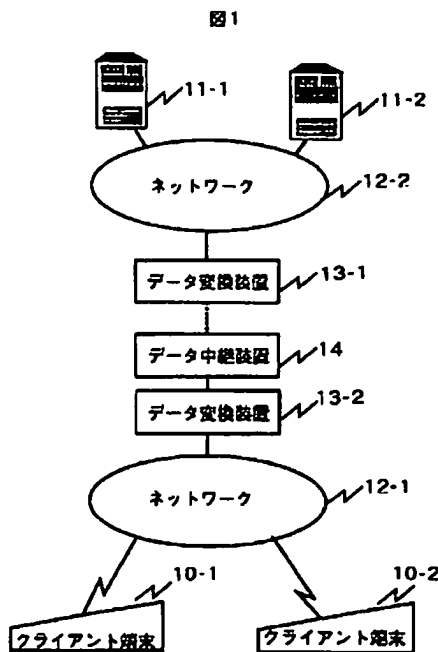 図1
11-1
11-2
ネットワーク
12-2
データ変換装置
13-1
データ中継装置
14
13-2
データ変換装置
ネットワーク
12-1
10-1
10-2
クライアント端末
クライアント端末